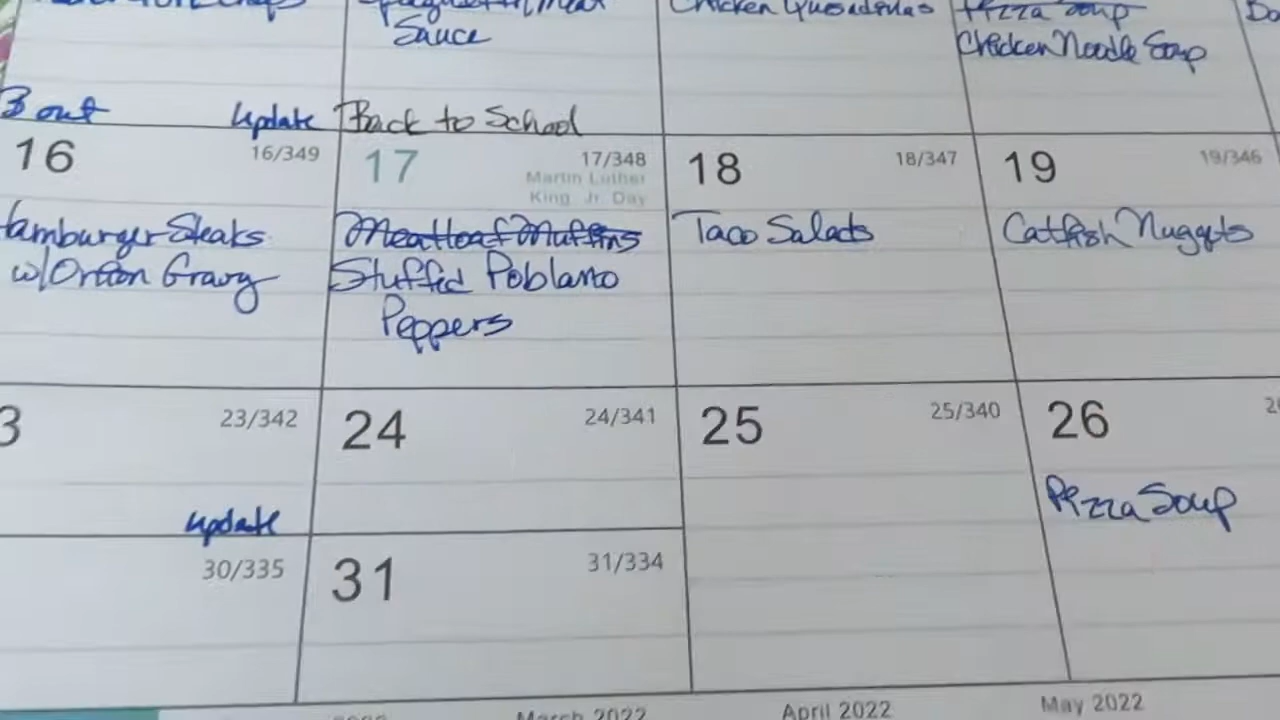 Sauce
Chicken Quesadillas
Pizza Soup
Chicken Noodle Soup
3 out
update
Back to School
16
16/349
17
17/348
Martin Luther
King, Jr. Day
18
18/347
19
19/346
Hamburger Steaks
w/Onion Gravy
Meatloaf Muffins
Stuffed Poblano
Peppers
Taco Salads
Catfish Nuggets
3
23/342
24
24/341
25
25/340
26
update
Pizza Soup
30/335
31
31/334
March 2022
April 2022
May 2022